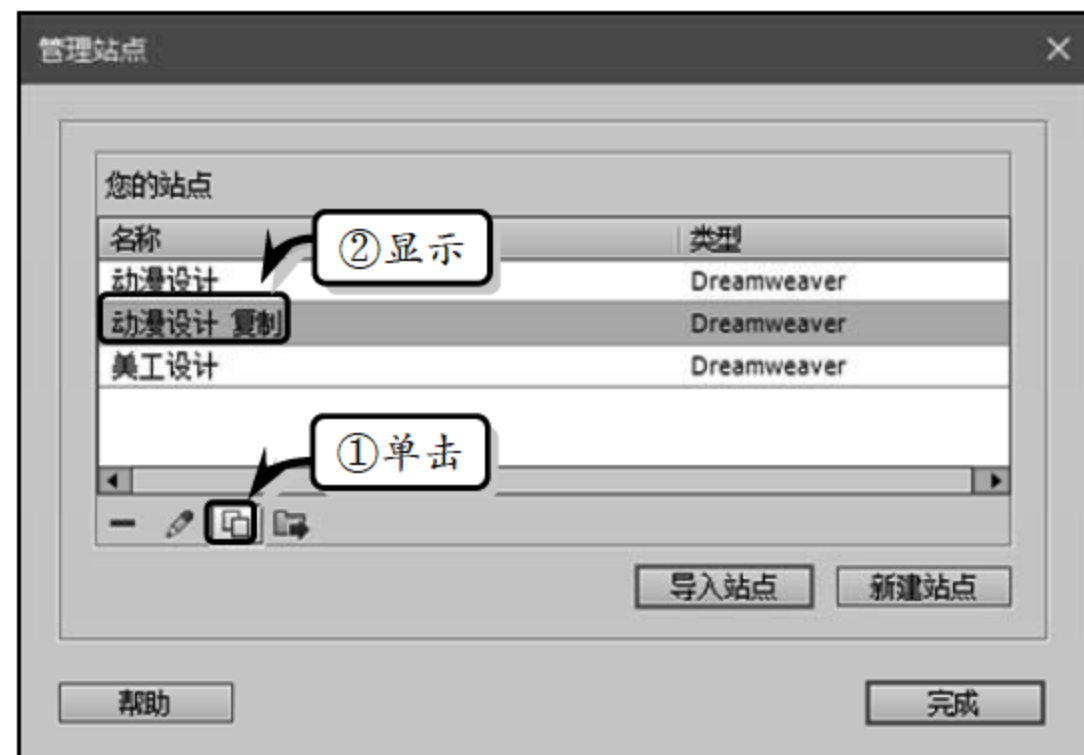 管理站点
您的站点
名称 类型
②显示
动漫设计 Dreamweaver
动漫设计 复制 Dreamweaver
美工设计 Dreamweaver
①单击
导入站点 新建站点
帮助 完成